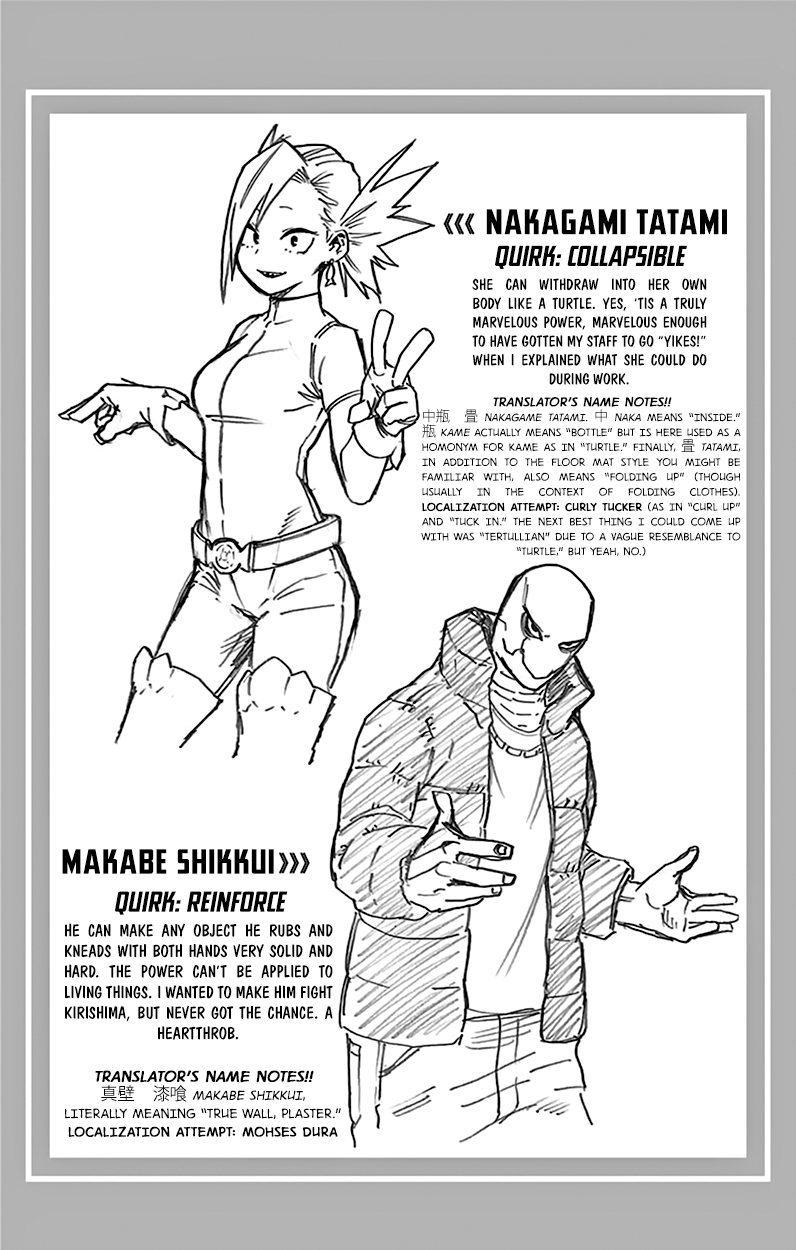 ‹‹‹ NAKAGAMI TATAMI
QUIRK: COLLAPSIBLE
SHE CAN WITHDRAW INTO HER OWN
BODY LIKE A TURTLE. YES, ‘TIS A TRULY
MARVELOUS POWER, MARVELOUS ENOUGH
TO HAVE GOTTEN MY STAFF TO GO “YIKES!”
WHEN I EXPLAINED WHAT SHE COULD DO
DURING WORK.
TRANSLATOR’S NAME NOTES!!
中瓶 畳 NAKAGAME TATAMI. 中 NAKA MEANS “INSIDE.”
瓶 KAME ACTUALLY MEANS “BOTTLE” BUT IS HERE USED AS A
HOMONYM FOR KAME AS IN “TURTLE.” FINALLY, 畳 TATAMI,
IN ADDITION TO THE FLOOR MAT STYLE YOU MIGHT BE
FAMILIAR WITH, ALSO MEANS “FOLDING UP” (THOUGH
USUALLY IN THE CONTEXT OF FOLDING CLOTHES).
LOCALIZATION ATTEMPT: CURLY TUCKER (AS IN “CURL UP”
AND “TUCK IN.” THE NEXT BEST THING I COULD COME UP
WITH WAS “TERTULLIAN” DUE TO A VAGUE RESEMBLANCE TO
“TURTLE,” BUT YEAH, NO.)
MAKABE SHIKKUI ›››
QUIRK: REINFORCE
HE CAN MAKE ANY OBJECT HE RUBS AND
KNEADS WITH BOTH HANDS VERY SOLID AND
HARD. THE POWER CAN’T BE APPLIED TO
LIVING THINGS. I WANTED TO MAKE HIM FIGHT
KIRISHIMA, BUT NEVER GOT THE CHANCE. A
HEARTTHROB.
TRANSLATOR’S NAME NOTES!!
真壁 漆喰 MAKABE SHIKKUI,
LITERALLY MEANING “TRUE WALL, PLASTER.”
LOCALIZATION ATTEMPT: MOHSES DURA